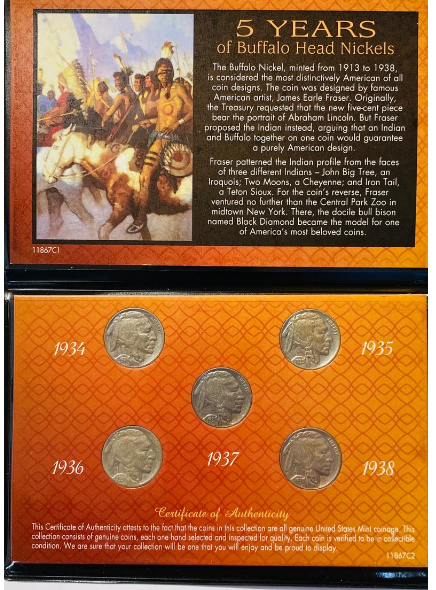 5 YEARS
of Buffalo Head Nickels
The Buffalo Nickel, minted from 1913 to 1938,
is considered the most distinctively American of all
coin designs. The coin was designed by famous
American artist, James Earle Fraser. Originally,
the Treasury requested that the new five-cent piece
bear the portrait of Abraham Lincoln. But Fraser
proposed the Indian instead, arguing that an Indian
and Buffalo together on one coin would guarantee
a purely American design.
Fraser patterned the Indian profile from the faces
of three different Indians – John Big Tree, an
Iroquois; Two Moons, a Cheyenne; and Iron Tail,
a Teton Sioux. For the coin's reverse, Fraser
ventured no further than the Central Park Zoo in
midtown New York. There, the docile bull bison
named Black Diamond became the model for one
of America's most beloved coins.
11867C1
1934
1935
1936
1937
1938
Certificate of Authenticity
This Certificate of Authenticity attests to the fact that the coins in this collection are all genuine United States Mint coinage. This
collection consists of genuine coins, each one hand selected and inspected for quality. Each coin is verified to be in collectible
condition. We are sure that your collection will be one that you will enjoy and be proud to display.
11867C2